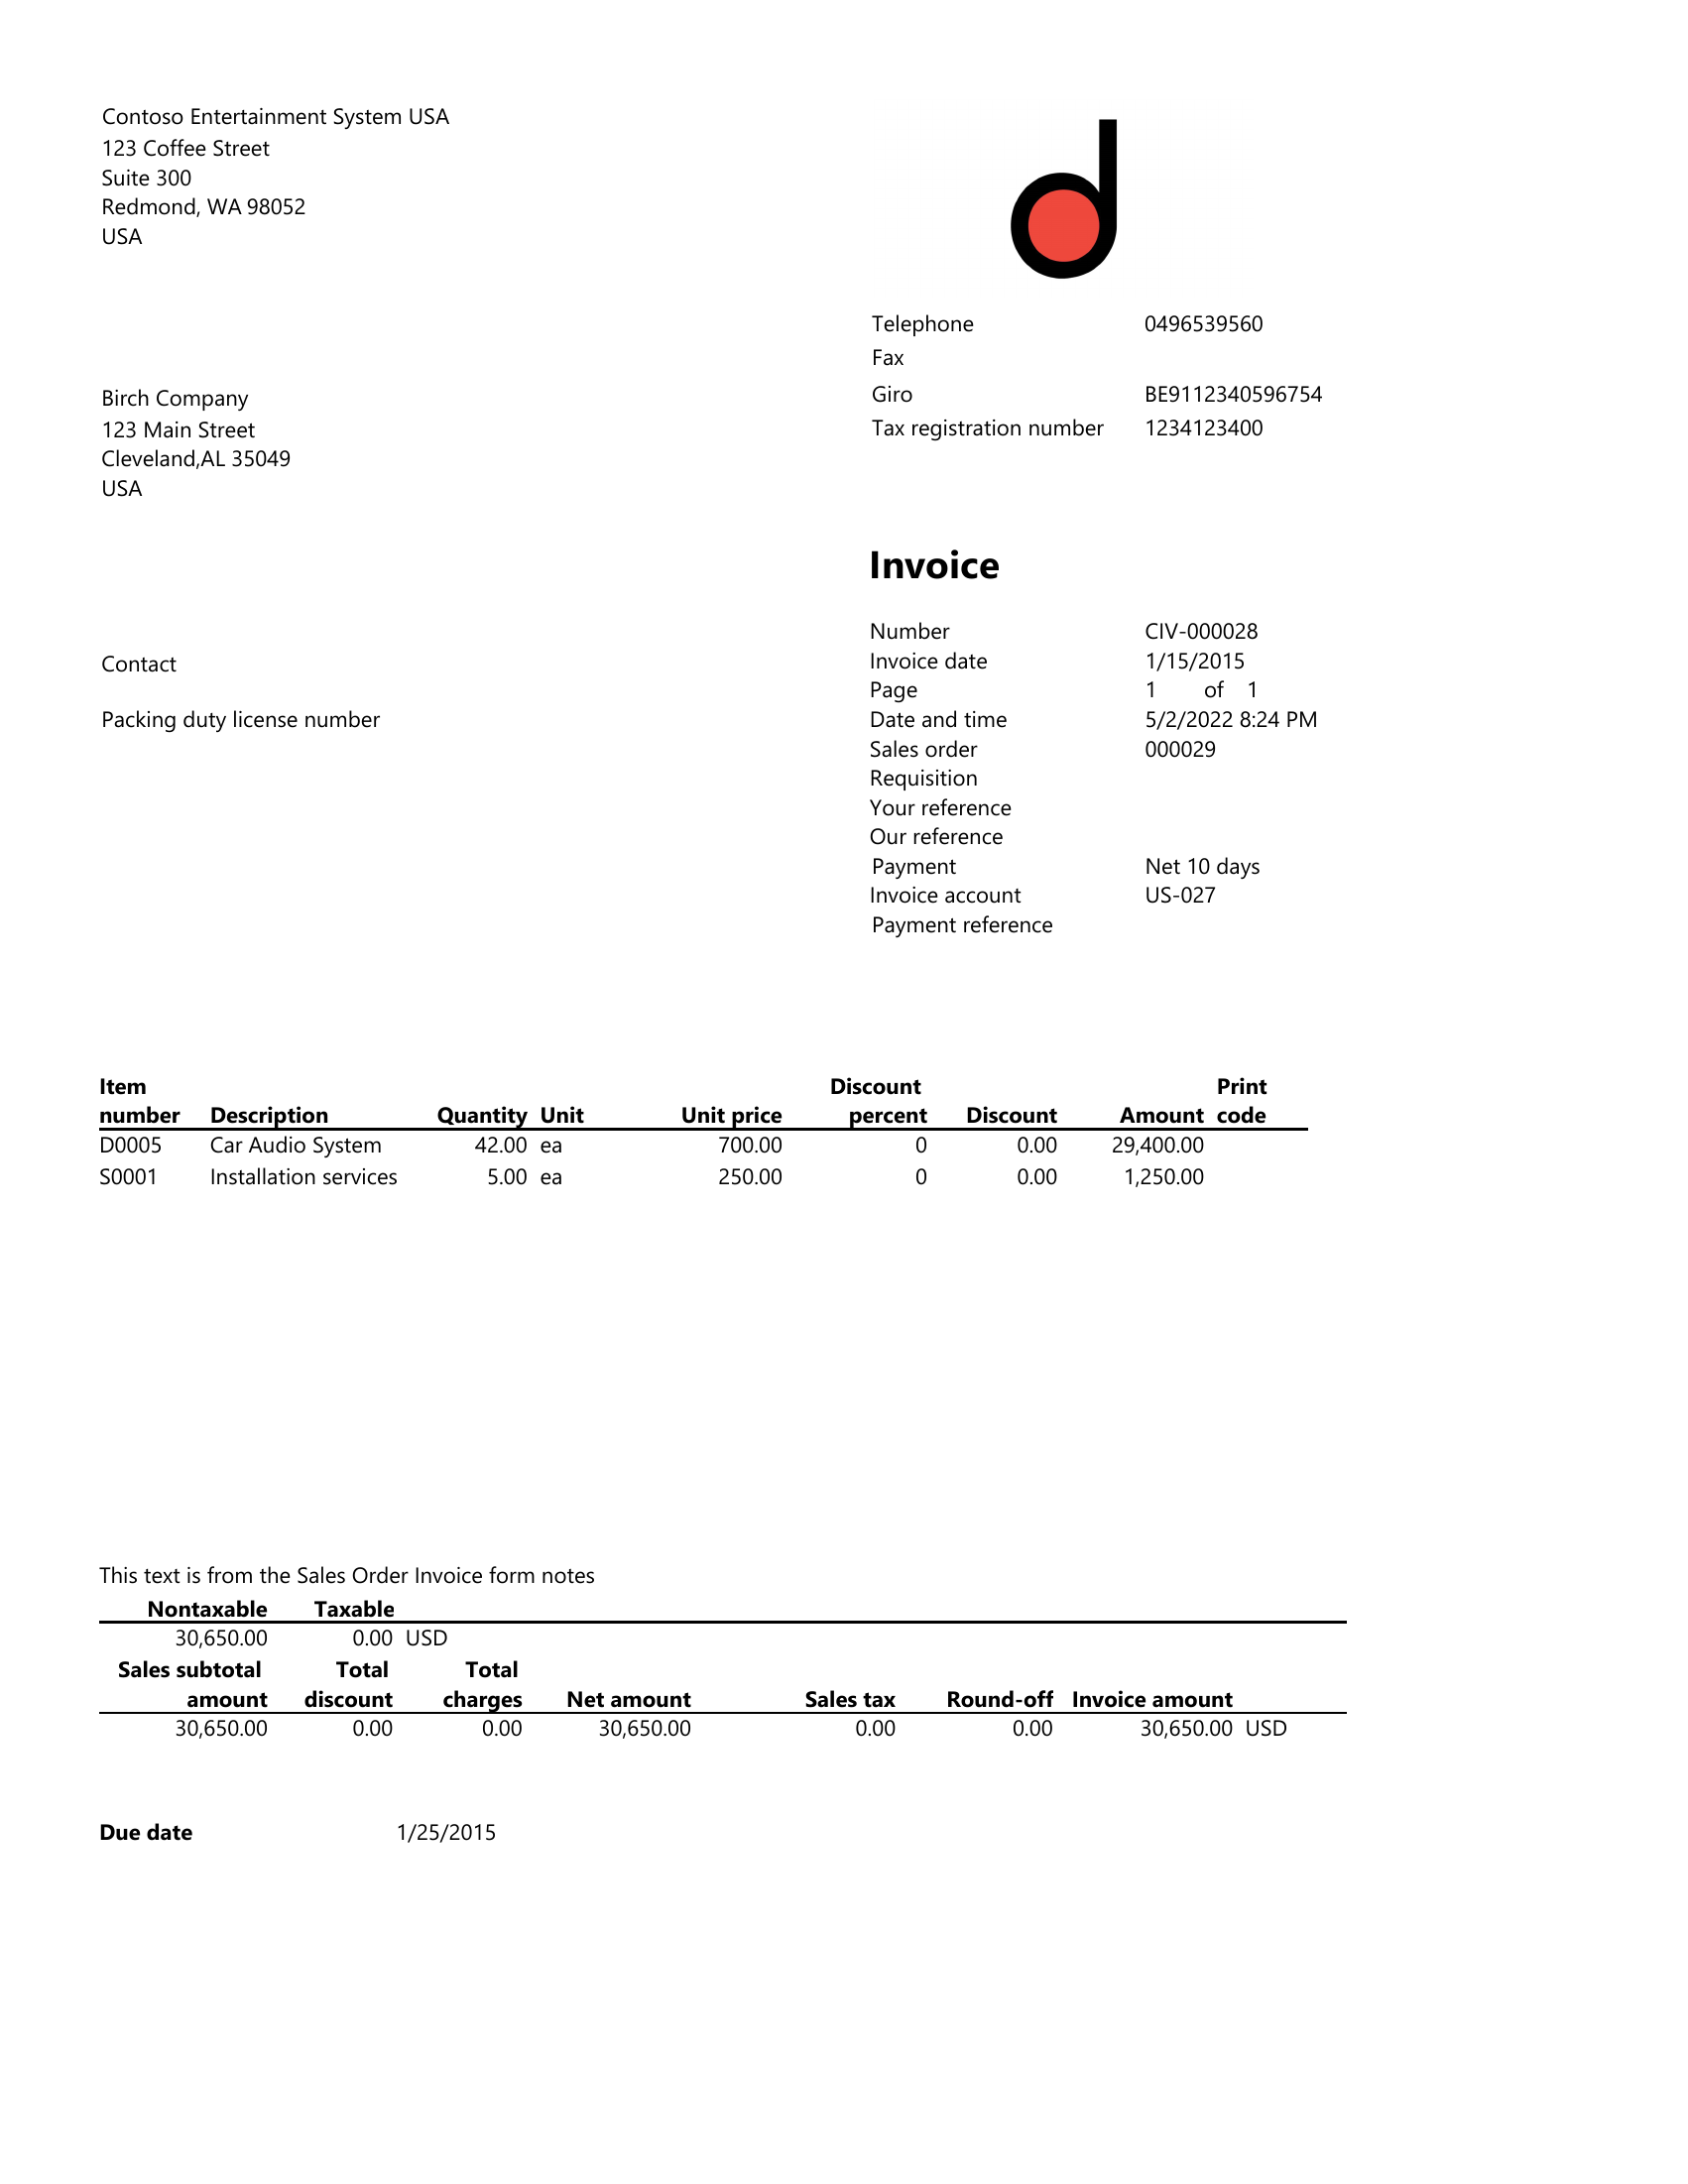 Contoso Entertainment System USA
123 Coffee Street
Suite 300
Redmond, WA 98052
USA
Telephone 0496539560
Fax
Giro BE9112340596754
Tax registration number 1234123400
Birch Company
123 Main Street
Cleveland,AL 35049
USA
Invoice
Number CIV-000028
Invoice date 1/15/2015
Page 1 of 1
Date and time 5/2/2022 8:24 PM
Sales order 000029
Requisition
Your reference
Our reference
Payment Net 10 days
Invoice account US-027
Payment reference
Contact
Packing duty license number
Item Discount Print
number Description Quantity Unit Unit price percent Discount Amount code
D0005 Car Audio System 42.00 ea 700.00 0 0.00 29,400.00
S0001 Installation services 5.00 ea 250.00 0 0.00 1,250.00
This text is from the Sales Order Invoice form notes
Nontaxable Taxable
30,650.00 0.00 USD
Sales subtotal Total Total
amount discount charges Net amount Sales tax Round-off Invoice amount
30,650.00 0.00 0.00 30,650.00 0.00 0.00 30,650.00 USD
Due date 1/25/2015